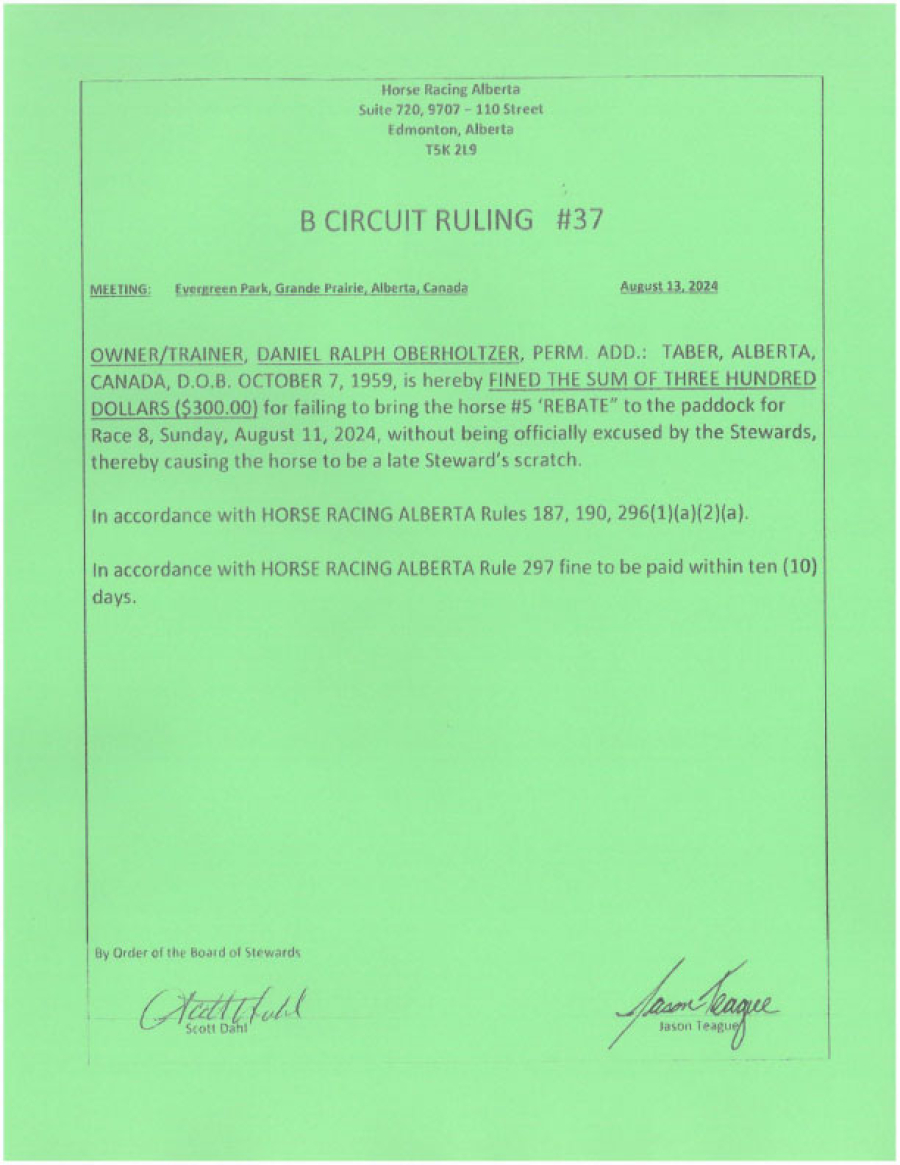 Horse Racing Alberta
Suite 720, 9707 – 110 Street
Edmonton, Alberta
T5K 2L9
B CIRCUIT RULING #37
MEETING: Evergreen Park, Grande Prairie, Alberta, Canada August 13, 2024
OWNER/TRAINER, DANIEL RALPH OBERHOLTZER, PERM. ADD.: TABER, ALBERTA,
CANADA, D.O.B. OCTOBER 7, 1959, is hereby FINED THE SUM OF THREE HUNDRED
DOLLARS ($300.00) for failing to bring the horse #5 ‘REBATE” to the paddock for
Race 8, Sunday, August 11, 2024, without being officially excused by the Stewards,
thereby causing the horse to be a late Steward’s scratch.
In accordance with HORSE RACING ALBERTA Rules 187, 190, 296(1)(a)(2)(a).
In accordance with HORSE RACING ALBERTA Rule 297 fine to be paid within ten (10)
days.
By Order of the Board of Stewards
Scott Dahl Jason Teague
Scott Dahl Jason Teague